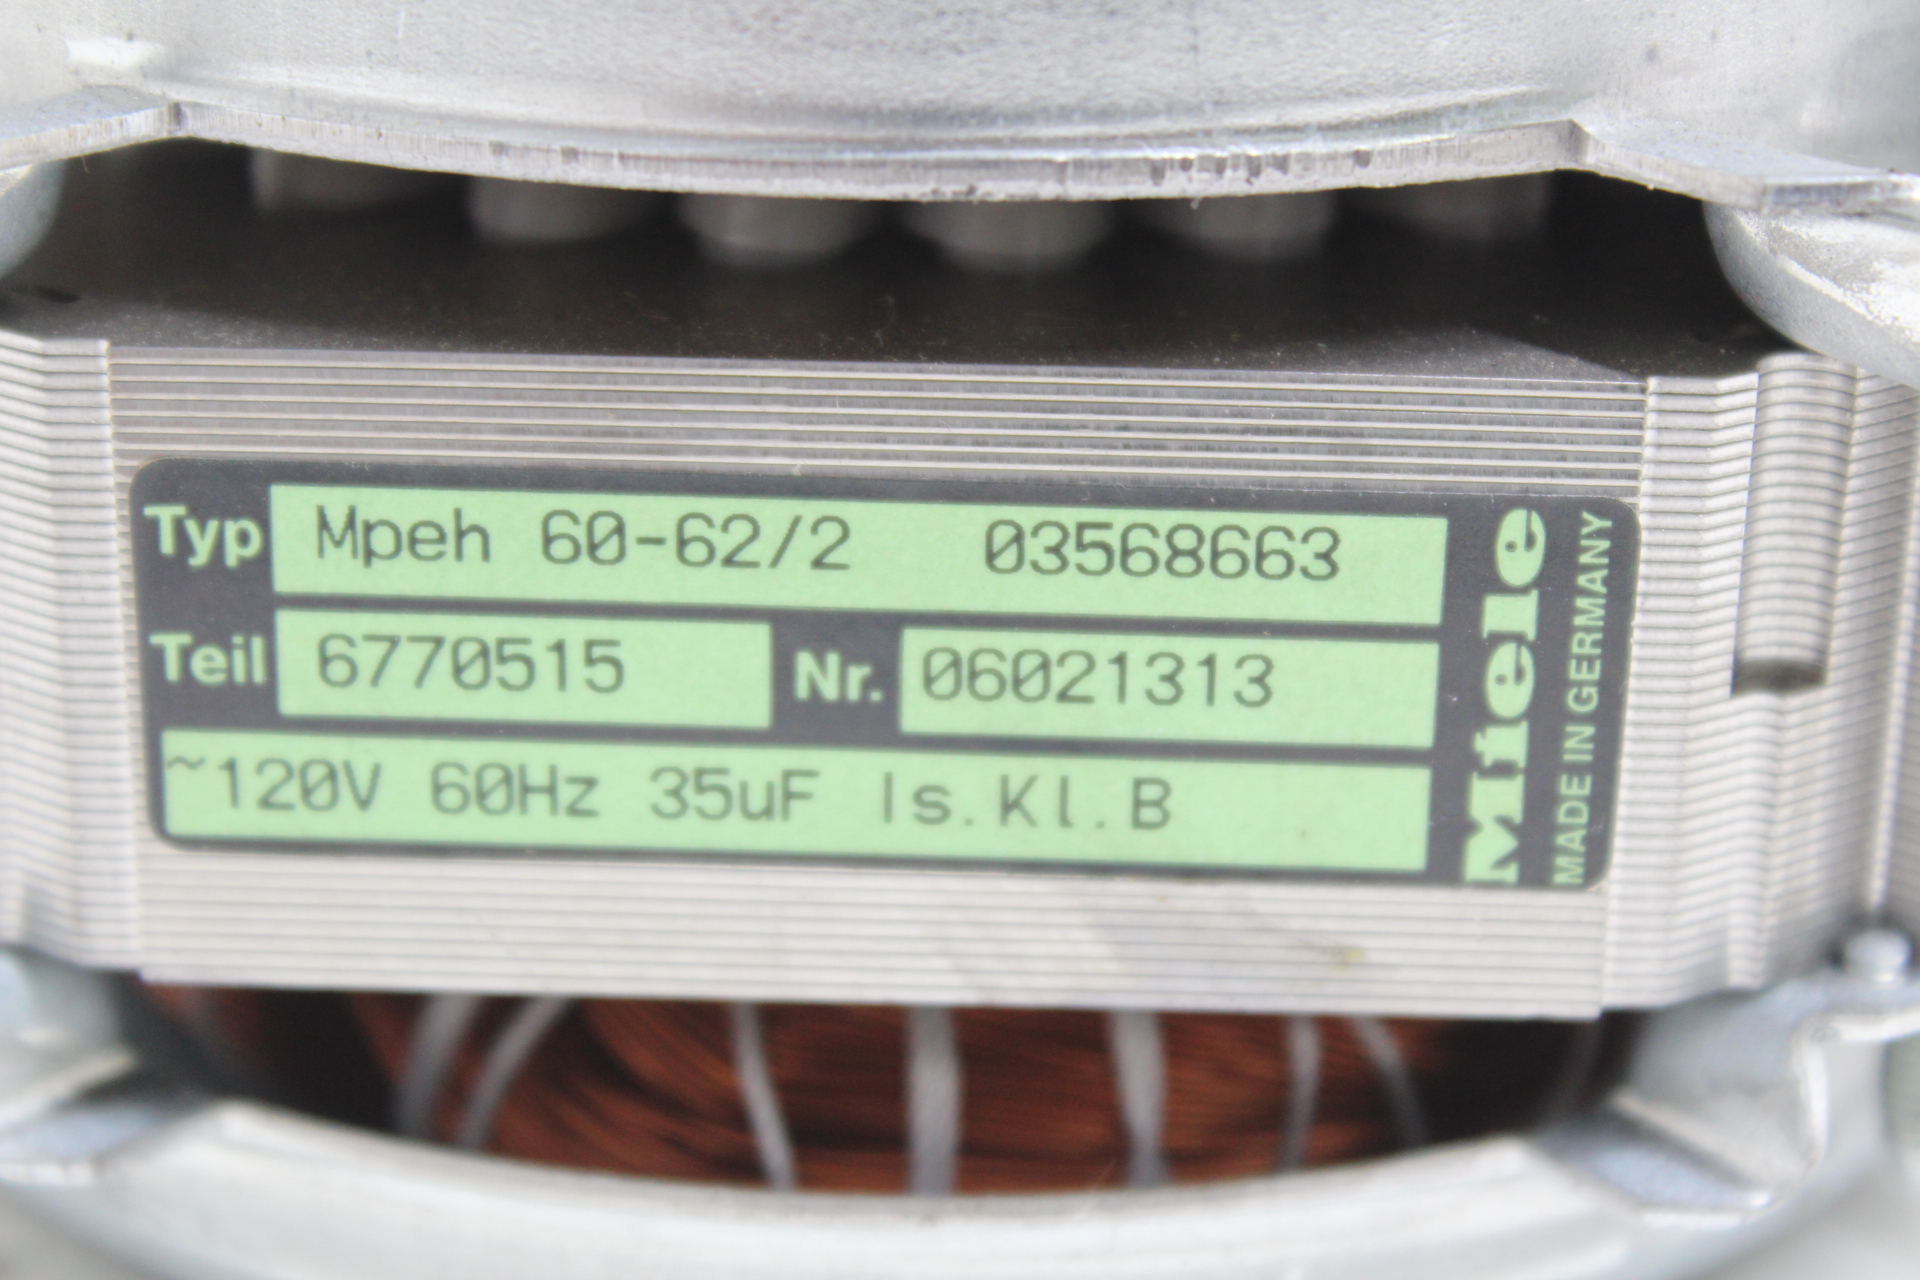 Typ Mpeh 60-62/2 03568663
Teil 6770515 Nr. 06021313
~120V 60Hz 35uF Is.Kl.B
Miele
MADE IN GERMANY